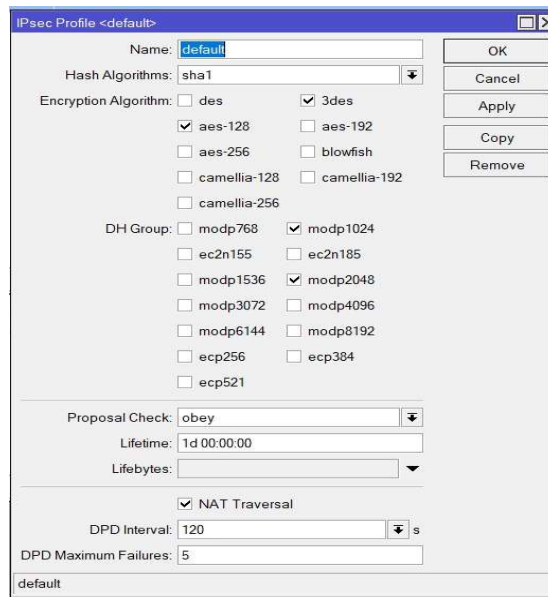 IPsec Profile <default>
Name: default
OK
Hash Algorithms: sha1
Cancel
Encryption Algorithm: des 3des
Apply
aes-128 aes-192
Copy
aes-256 blowfish
Remove
camellia-128 camellia-192
camellia-256
DH Group: modp768 modp1024
ec2n155 ec2n185
modp1536 modp2048
modp3072 modp4096
modp6144 modp8192
ecp256 ecp384
ecp521
Proposal Check: obey
Lifetime: 1d 00:00:00
Lifebytes:
NAT Traversal
DPD Interval: 120 s
DPD Maximum Failures: 5
default